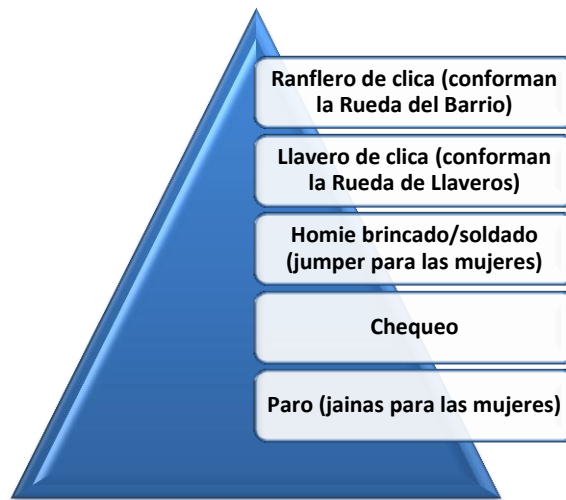 Ranflero de clica (conforman
la Rueda del Barrio)
Llavero de clica (conforman
la Rueda de Llaveros)
Homie brincado/soldado
(jumper para las mujeres)
Chequeo
Paro (jainas para las mujeres)